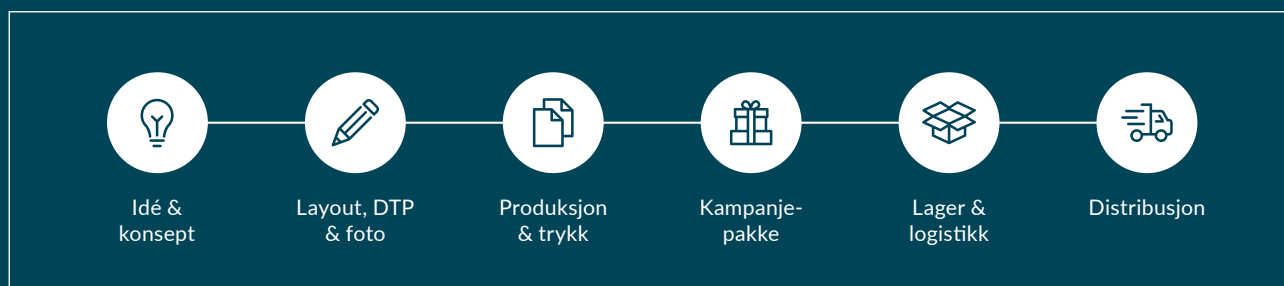 Idé &
konsept
Layout, DTP
& foto
Produksjon
& trykk
Kampanje-
pakke
Lager &
logistikk
Distribusjon